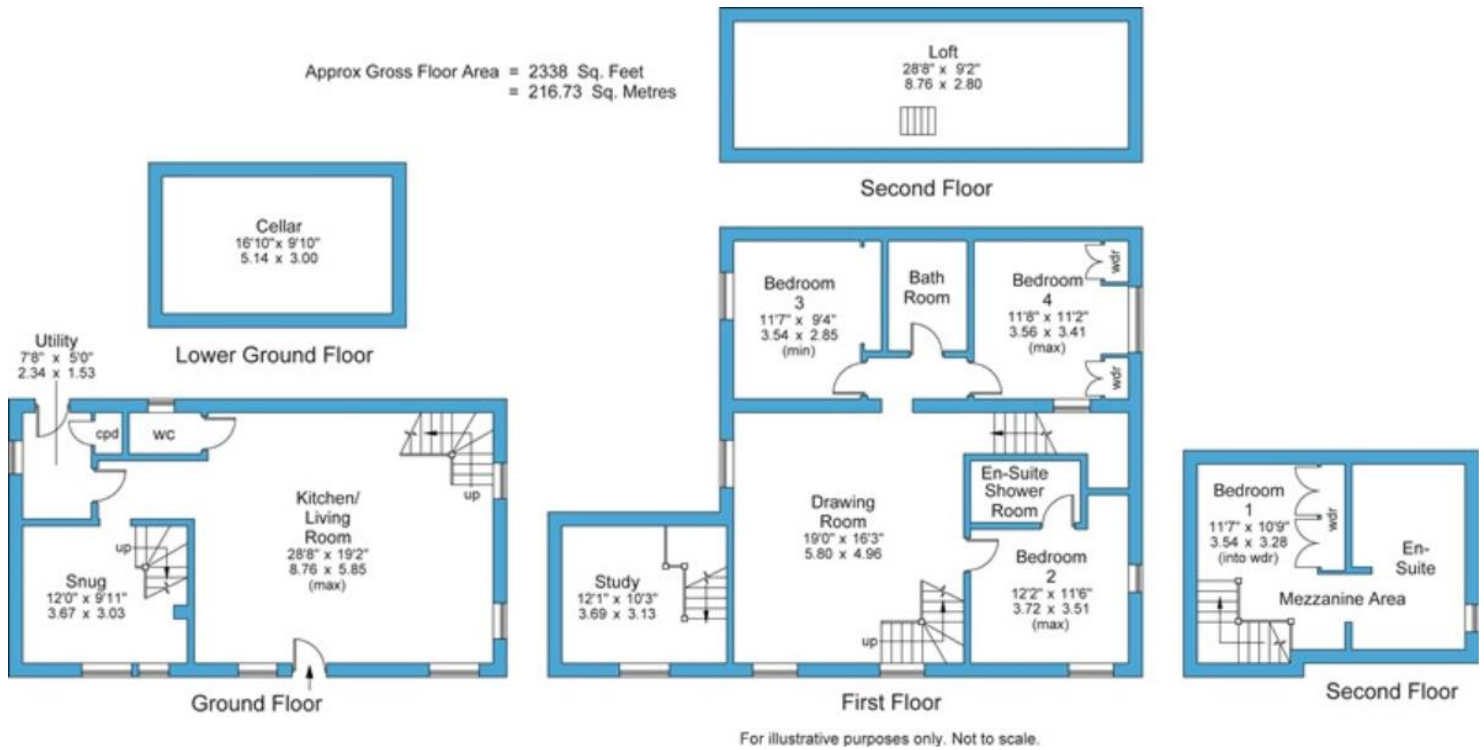 Approx Gross Floor Area = 2338 Sq. Feet
= 216.73 Sq. Metres
Loft
28'8" x 9'2"
8.76 x 2.80
Second Floor
Cellar
16'10"x 9'10"
5.14 x 3.00
Lower Ground Floor
Utility
7'8" x 5'0"
2.34 x 1.53
cpd
wc
Kitchen/
Living
Room
28'8" x 19'2"
8.76 x 5.85
(max)
up
up
Snug
12'0" x 9'11"
3.67 x 3.03
Ground Floor
Bedroom
3
11'7" x 9'4"
3.54 x 2.85
(min)
Bath
Room
Bedroom
4
11'8" x 11'2"
3.56 x 3.41
(max)
wdr
wdr
Drawing
Room
19'0" x 16'3"
5.80 x 4.96
up
En-Suite
Shower
Room
Bedroom
2
12'2" x 11'6"
3.72 x 3.51
(max)
Study
12'1" x 10'3"
3.69 x 3.13
First Floor
Bedroom
1
11'7" x 10'9"
3.54 x 3.28
(into wdr)
wdr
En-
Suite
Mezzanine Area
Second Floor
For illustrative purposes only. Not to scale.